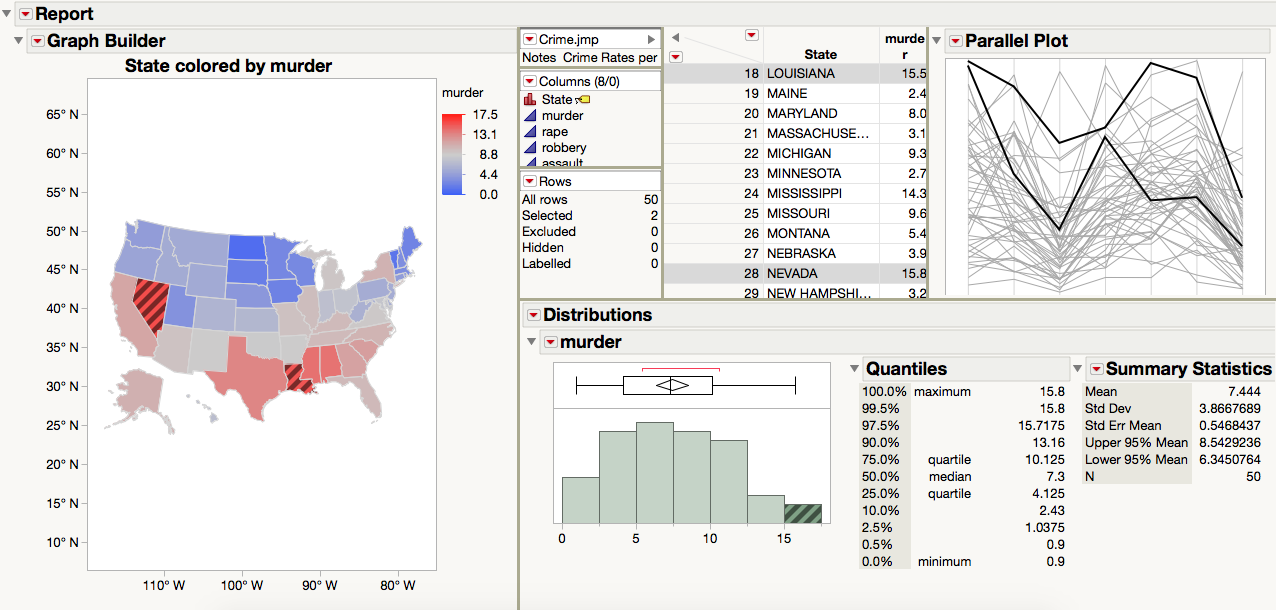 Report
Graph Builder
State colored by murder
murder
17.5
13.1
8.8
4.4
0.0
65° N
60° N
55° N
50° N
45° N
40° N
35° N
30° N
25° N
20° N
15° N
10° N
110° W 100° W 90° W 80° W
Crime.jmp
Notes Crime Rates per
Columns (8/0)
State
murder
rape
robbery
assault
Rows
All rows 50
Selected 2
Excluded 0
Hidden 0
Labelled 0
State murde
r
18 LOUISIANA 15.5
19 MAINE 2.4
20 MARYLAND 8.0
21 MASSACHUSE... 3.1
22 MICHIGAN 9.3
23 MINNESOTA 2.7
24 MISSISSIPPI 14.3
25 MISSOURI 9.6
26 MONTANA 5.4
27 NEBRASKA 3.9
28 NEVADA 15.8
29 NEW HAMPSHI... 3.2
Parallel Plot
Distributions
murder
0 5 10 15
Quantiles
100.0% maximum 15.8
99.5% 15.8
97.5% 15.7175
90.0% 13.16
75.0% quartile 10.125
50.0% median 7.3
25.0% quartile 4.125
10.0% 2.43
2.5% 1.0375
0.5% 0.9
0.0% minimum 0.9
Summary Statistics
Mean 7.444
Std Dev 3.8667689
Std Err Mean 0.5468437
Upper 95% Mean 8.5429236
Lower 95% Mean 6.3450764
N 50